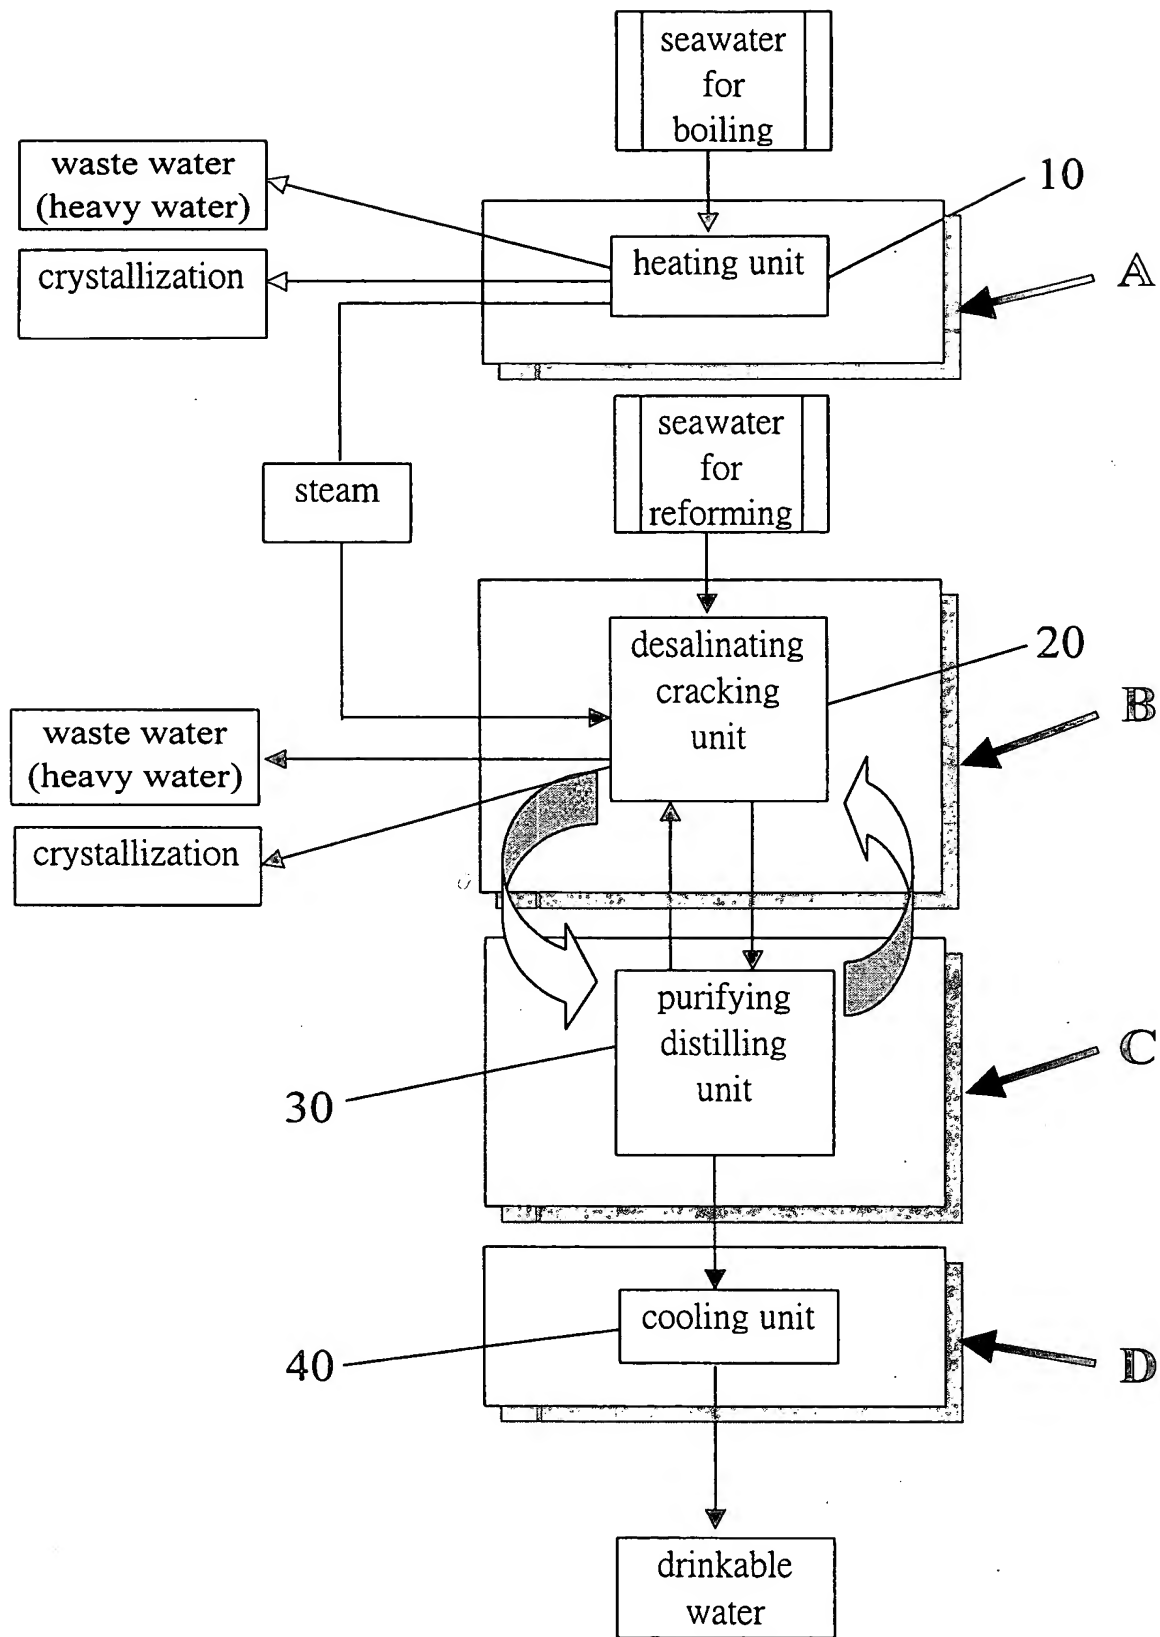 seawater
for
boiling
waste water
(heavy water)
10
heating unit
crystallization
A
seawater
for
reforming
steam
desalinating
cracking
unit
20
B
waste water
(heavy water)
crystallization
purifying
distilling
unit
C
30
cooling unit
40
D
drinkable
water